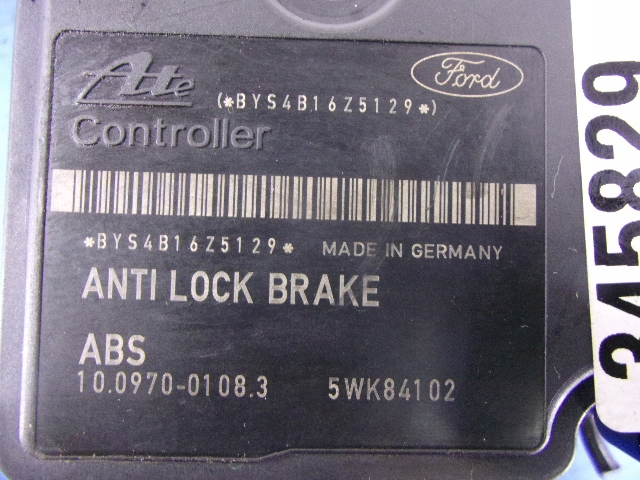 Ate
Ford
(*BYS4B16Z5129*)
Controller
*BYS4B16Z5129* MADE IN GERMANY
ANTI LOCK BRAKE
ABS
10.0970-0108.3 5WK84102
345829